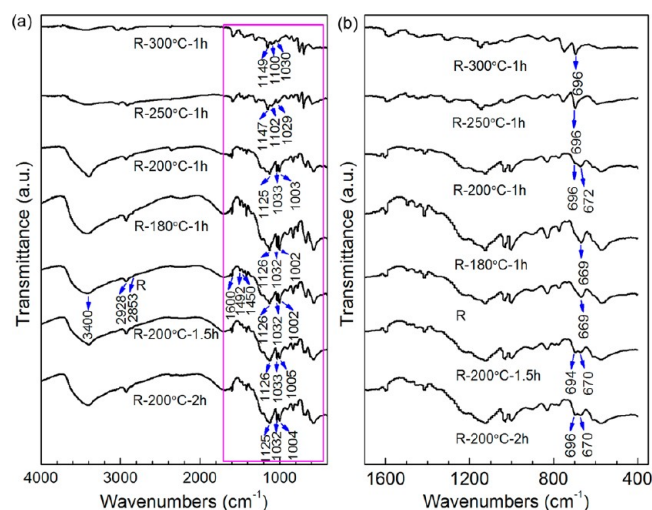 (a)
R-300°C-1h
1149
1100
1030
R-250°C-1h
1147
1102
1029
R-200°C-1h
1125
1033
1003
R-180°C-1h
1126
1032
1002
R
3400
2928
2853
1600
1492
1450
1126
1032
1002
R-200°C-1.5h
1126
1033
1005
R-200°C-2h
1125
1032
1004
Transmittance (a.u.)
4000 3000 2000 1000
Wavenumbers (cm-1)
(b)
R-300°C-1h
696
R-250°C-1h
696
R-200°C-1h
696
672
R-180°C-1h
669
R
669
R-200°C-1.5h
694
670
R-200°C-2h
696
670
Transmittance (a.u.)
1600 1200 800 400
Wavenumbers (cm-1)